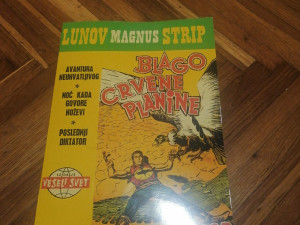 LUNOV MAGNUS STRIP
BLAGO
CRVENE
PLANINE
AVANTURA
NEUHVATLJIVOG
NOĆ KADA
GOVORE
NOŽEVI
POSLEDNJI
DIKTATOR
VESELI SVET